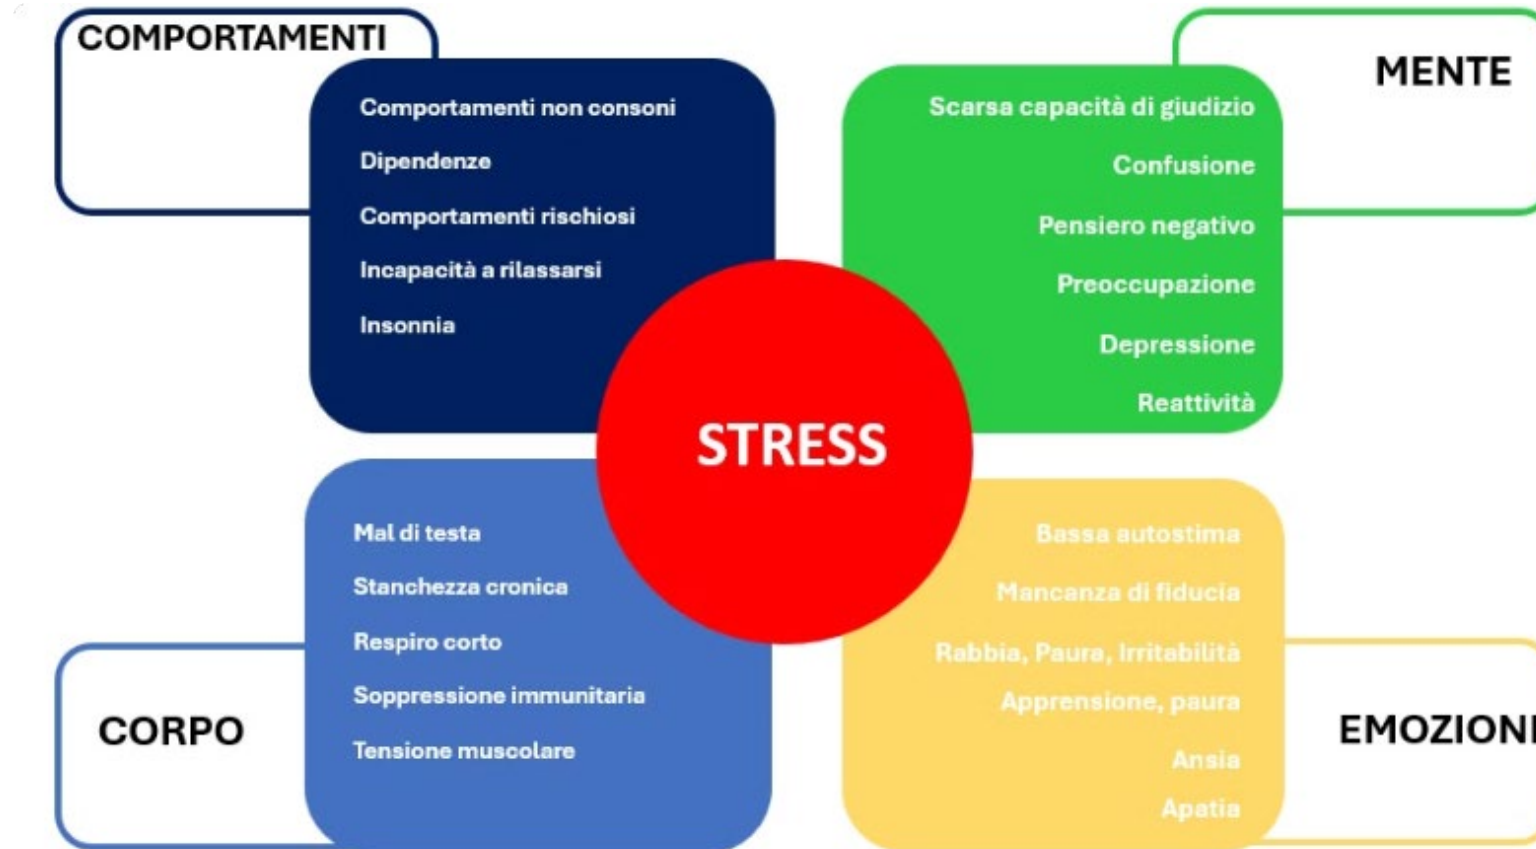 COMPORTAMENTI
Comportamenti non consoni
Dipendenze
Comportamenti rischiosi
Incapacità a rilassarsi
Insonnia
MENTE
Scarsa capacità di giudizio
Confusione
Pensiero negativo
Preoccupazione
Depressione
Reattività
STRESS
CORPO
Mal di testa
Stanchezza cronica
Respiro corto
Soppressione immunitaria
Tensione muscolare
EMOZIONI
Bassa autostima
Mancanza di fiducia
Rabbia, Paura, Irritabilità
Apprensione, paura
Ansia
Apatia